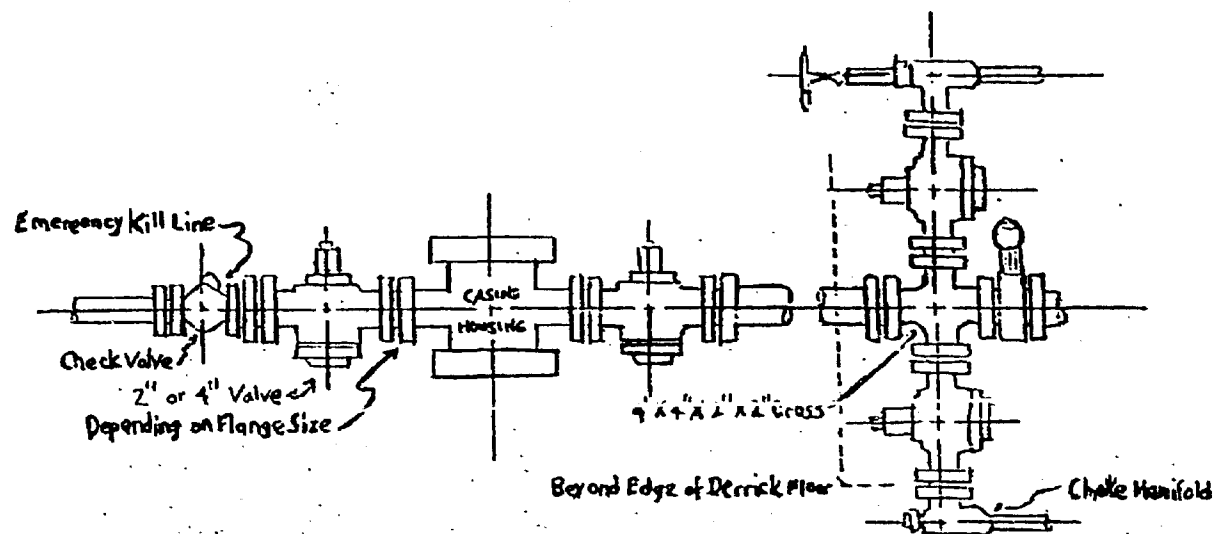 Emergency Kill Line
CASING
HOUSING
Check Valve
2" or 4" Valve
Depending on Flange Size
Cross
Beyond Edge of Derrick Floor
Choke Manifold